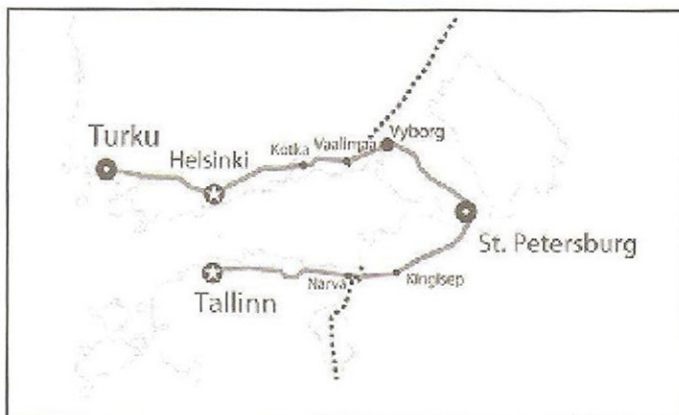 Turku
Helsinki
Kotka
Vaalimaa
Vyborg
St. Petersburg
Tallinn
Narva
Kingisep